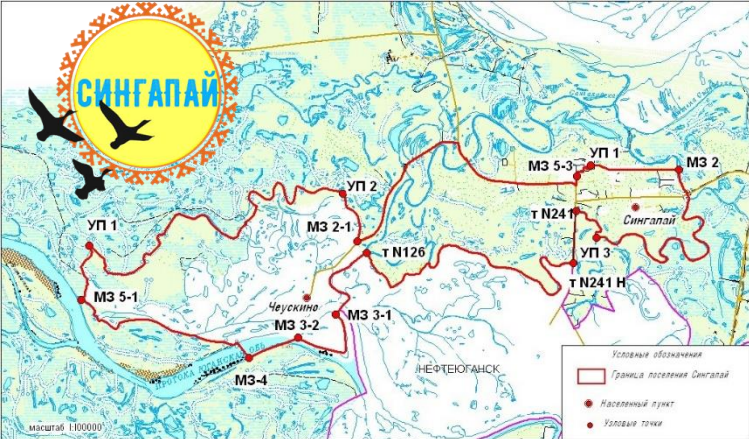 СИНГАПАЙ
УП 1
МЗ 5-3
МЗ 2
УП 2
т N241
Сингапай
МЗ 2-1
УП 1
т N126
УП 3
т N241 Н
МЗ 5-1
Чеускино
МЗ 3-1
МЗ 3-2
МЗ-4
НЕФТЕЮГАНСК
Условные обозначения
Граница поселения Сингапай
Населенный пункт
Узловые точки
масштаб 1:100000